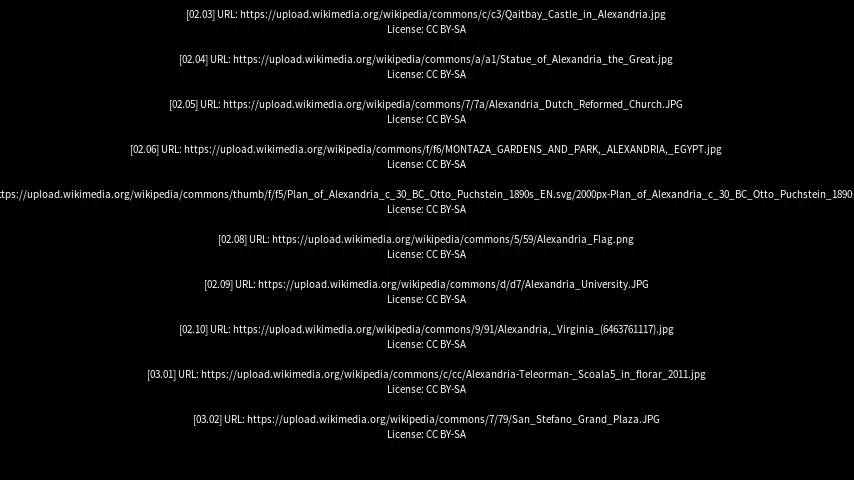 [02.03] URL: https://upload.wikimedia.org/wikipedia/commons/c/c3/Qaitbay_Castle_in_Alexandria.jpg
License: CC BY-SA
[02.04] URL: https://upload.wikimedia.org/wikipedia/commons/a/a1/Statue_of_Alexandria_the_Great.jpg
License: CC BY-SA
[02.05] URL: https://upload.wikimedia.org/wikipedia/commons/7/7a/Alexandria_Dutch_Reformed_Church.JPG
License: CC BY-SA
[02.06] URL: https://upload.wikimedia.org/wikipedia/commons/f/f6/MONTAZA_GARDENS_AND_PARK,_ALEXANDRIA,_EGYPT.jpg
License: CC BY-SA
ttps://upload.wikimedia.org/wikipedia/commons/thumb/f/f5/Plan_of_Alexandria_c_30_BC_Otto_Puchstein_1890s_EN.svg/2000px-Plan_of_Alexandria_c_30_BC_Otto_Puchstein_1890
License: CC BY-SA
[02.08] URL: https://upload.wikimedia.org/wikipedia/commons/5/59/Alexandria_Flag.png
License: CC BY-SA
[02.09] URL: https://upload.wikimedia.org/wikipedia/commons/d/d7/Alexandria_University.JPG
License: CC BY-SA
[02.10] URL: https://upload.wikimedia.org/wikipedia/commons/9/91/Alexandria,_Virginia_(6463761117).jpg
License: CC BY-SA
[03.01] URL: https://upload.wikimedia.org/wikipedia/commons/c/cc/Alexandria-Teleorman-_Scoala5_in_florar_2011.jpg
License: CC BY-SA
[03.02] URL: https://upload.wikimedia.org/wikipedia/commons/7/79/San_Stefano_Grand_Plaza.JPG
License: CC BY-SA